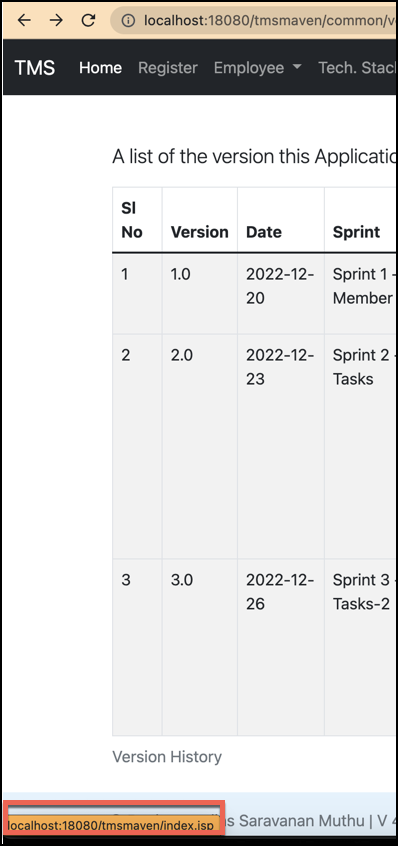 localhost:18080/tmsmaven/common/v
TMS Home Register Employee Tech. Stac
A list of the version this Applicatio
Sl No Version Date Sprint
1 1.0 2022-12-20 Sprint 1 - Member
2 2.0 2022-12-23 Sprint 2 - Tasks
3 3.0 2022-12-26 Sprint 3 - Tasks-2
Version History
Saravanan Muthu | V 4
localhost:18080/tmsmaven/index.jsp